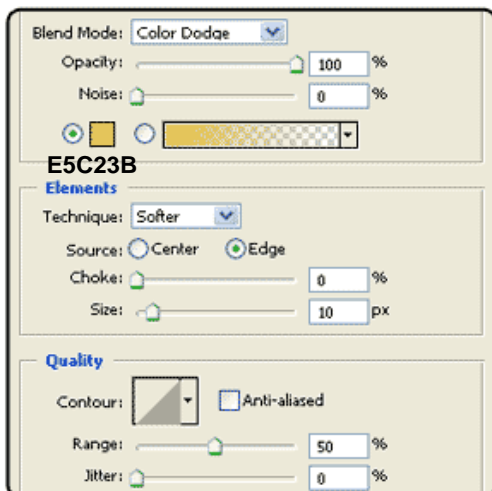 Blend Mode: Color Dodge
Opacity: 100 %
Noise: 0 %
E5C23B
Elements
Technique: Softer
Source: Center Edge
Choke: 0 %
Size: 10 px
Quality
Contour: Anti-aliased
Range: 50 %
Jitter: 0 %